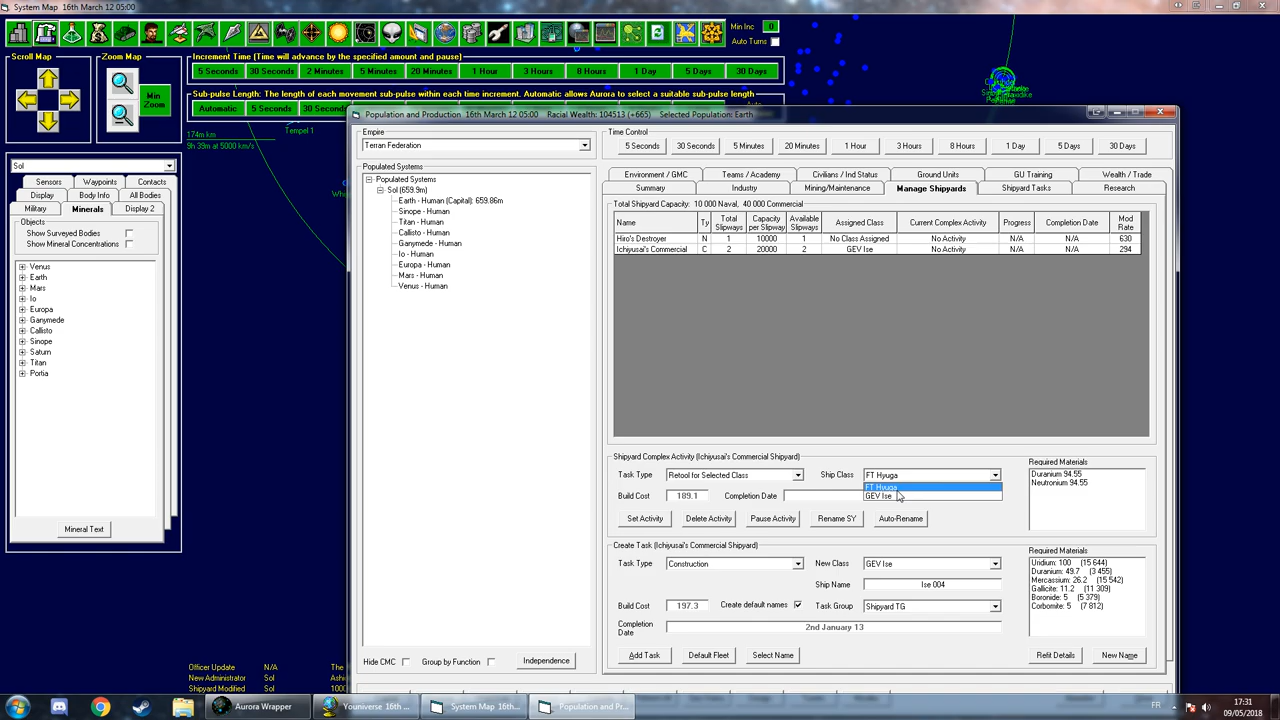 System Map 16th March 12 05:00
Min Inc 0
Auto Turns
Scroll Map
Zoom Map
Min Zoom
Increment Time (Time will advance by the specified amount and pause)
5 Seconds 30 Seconds 2 Minutes 5 Minutes 20 Minutes 1 Hour 3 Hours 8 Hours 1 Day 5 Days 30 Days
Sub-pulse Length: The length of each movement sub-pulse within each time increment. Automatic allows Aurora to select a suitable sub-pulse length
Automatic 5 Seconds 30 Seconds
174m km
9h 39m at 5000 km/s
Tempel 1
Sol
Sensors Waypoints Contacts
Display Body Info All Bodies
Military Minerals Display 2
Objects
Show Surveyed Bodies
Show Mineral Concentrations
Venus
Earth
Mars
Io
Europa
Ganymede
Callisto
Sinope
Saturn
Titan
Portia
Mineral Text
Population and Production 16th March 12 05:00 Racial Wealth: 104513 (+665) Selected Population: Earth
Empire
Terran Federation
Time Control
5 Seconds 30 Seconds 5 Minutes 20 Minutes 1 Hour 3 Hours 8 Hours 1 Day 5 Days 30 Days
Populated Systems
Populated Systems
Sol (659.9m)
Earth - Human (Capital): 659.86m
Sinope - Human
Titan - Human
Callisto - Human
Ganymede - Human
Io - Human
Europa - Human
Mars - Human
Venus - Human
Hide CMC Group by Function Independence
Environment / GMC Teams / Academy Civilians / Ind Status Ground Units GU Training Wealth / Trade
Summary Industry Mining/Maintenance Manage Shipyards Shipyard Tasks Research
Total Shipyard Capacity: 10 000 Naval, 40 000 Commercial
Name Ty Total Slipways Capacity per Slipway Available Slipways Assigned Class Current Complex Activity Progress Completion Date Mod Rate
Hiro's Destroyer N 1 10000 1 No Class Assigned No Activity N/A N/A 630
Ichiyusai's Commercial C 2 20000 2 GEV Ise No Activity N/A N/A 294
Shipyard Complex Activity (Ichiyusai's Commercial Shipyard)
Task Type Retool for Selected Class Ship Class FT Hyuga
FT Hyuga
GEV Ise
Build Cost 189.1 Completion Date
Set Activity Delete Activity Pause Activity Rename SY Auto-Rename
Required Materials
Duranium 94.55
Neutronium 94.55
Create Task (Ichiyusai's Commercial Shipyard)
Task Type Construction New Class GEV Ise
Ship Name Ise 004
Build Cost 197.3 Create default names Task Group Shipyard TG
Completion Date 2nd January 13
Add Task Default Fleet Select Name Refit Details New Name
Required Materials
Uridium: 100 (15 644)
Duranium: 49.7 (3 455)
Mercassium: 26.2 (15 542)
Gallicite: 11.2 (11 309)
Boronide: 5 (5 379)
Corbomite: 5 (7 812)
Officer Update N/A The
New Administrator Sol Ashi
Shipyard Modified Sol 1000
Aurora Wrapper
Youniverse 16th ...
System Map 16th...
Population and Pr...
FR
17:31
09/05/2018